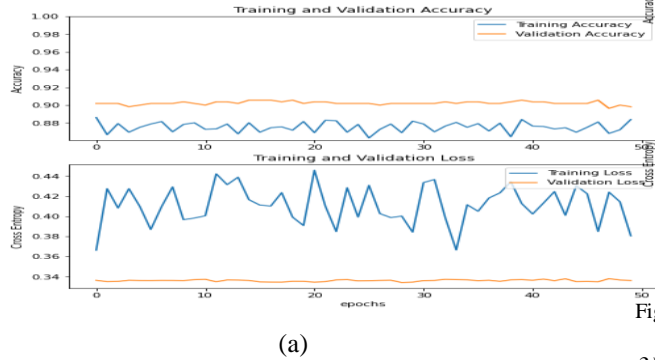 Training and Validation Accuracy
Accuracy
1.00
0.98
0.96
0.94
0.92
0.90
0.88
Training Accuracy
Validation Accuracy
0 10 20 30 40 50
Training and Validation Loss
Cross Entropy
0.44
0.42
0.40
0.38
0.36
0.34
Training Loss
Validation Loss
Cross Entropy
0 10 20 30 40 50
epochs
Fig
(a)